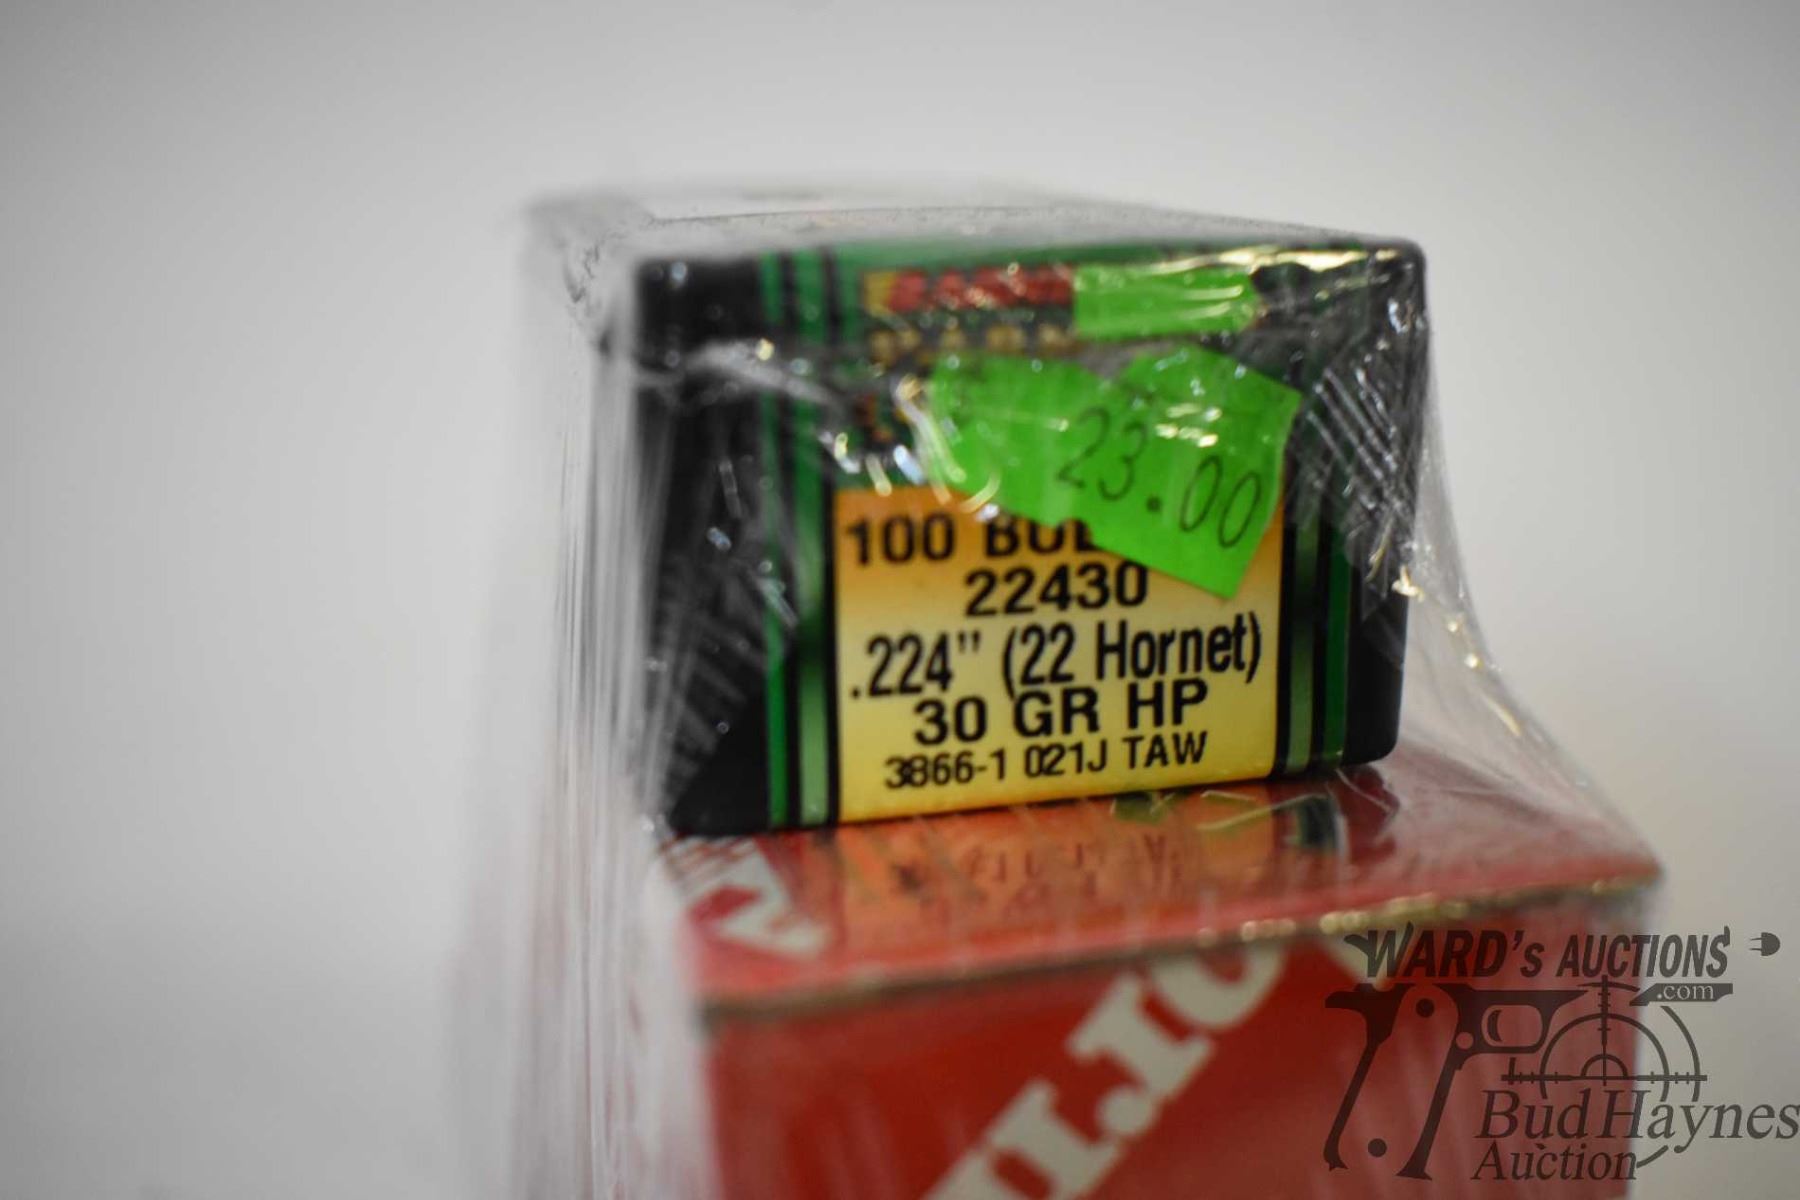 23.00
100 BUL
22430
.224" (22 Hornet)
30 GR HP
3866-1 021J TAW
WARD's AUCTIONS
.com
Bud Haynes
Auction